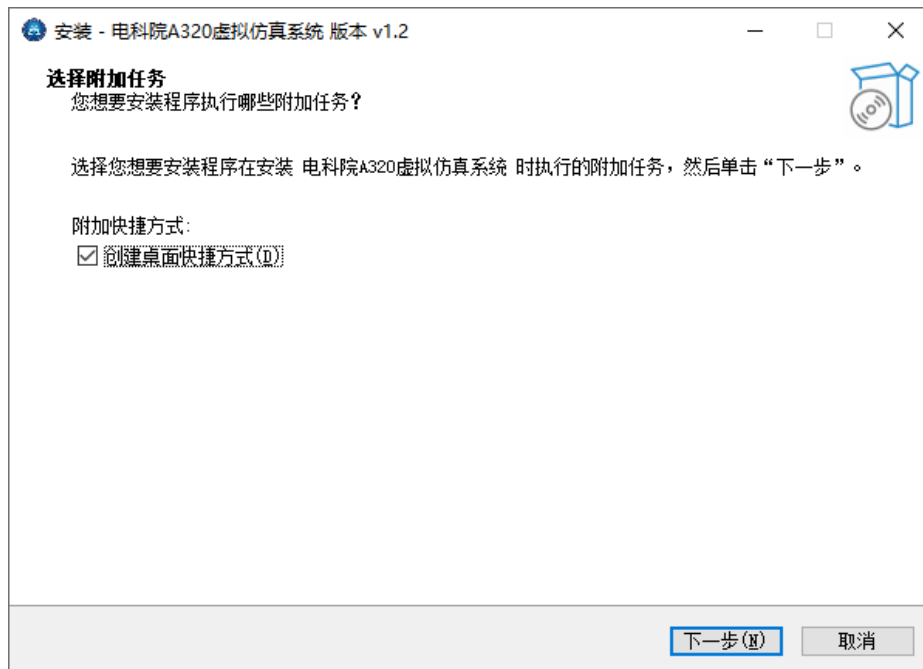 安装 - 电科院A320虚拟仿真系统 版本 v1.2
选择附加任务
您想要安装程序执行哪些附加任务？
选择您想要安装程序在安装 电科院A320虚拟仿真系统 时执行的附加任务，然后单击“下一步”。
附加快捷方式:
创建桌面快捷方式(D)
下一步(N)
取消